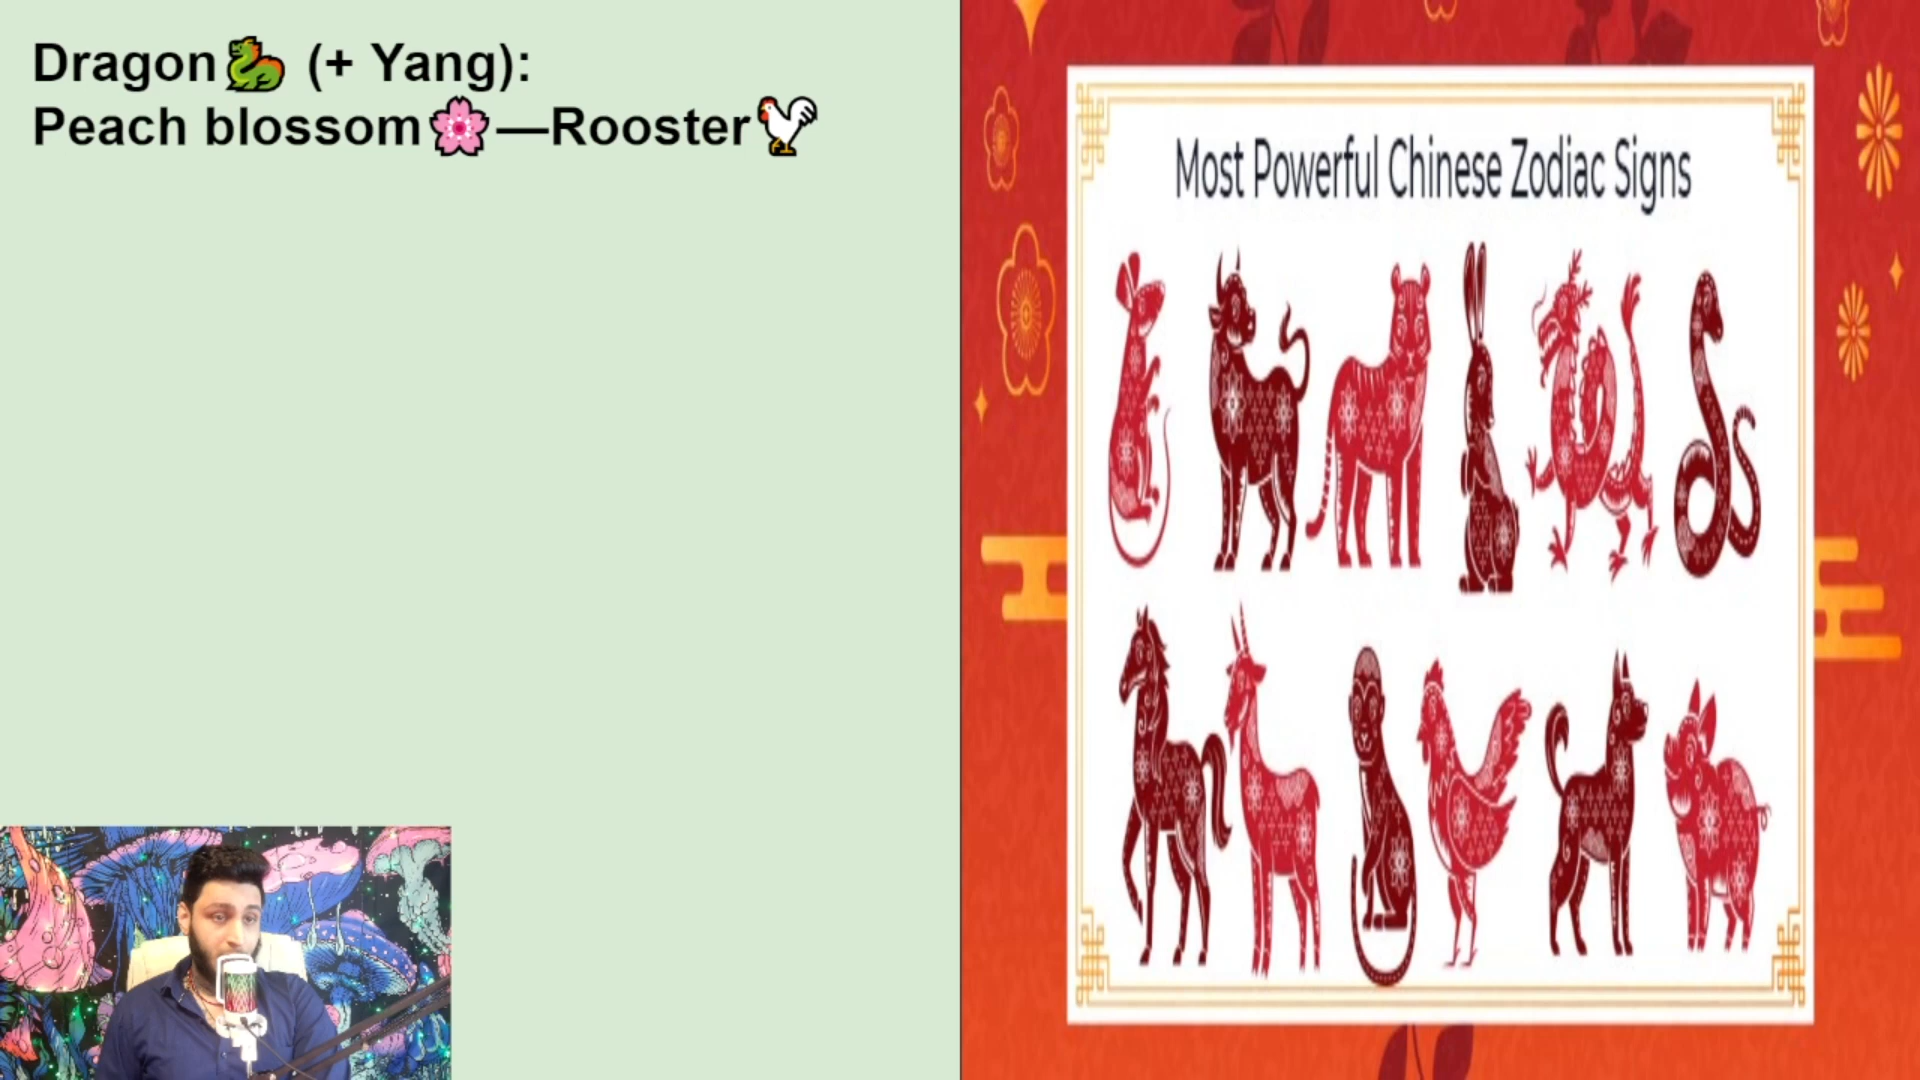 Dragon🐉 (+ Yang):
Peach blossom🌸—Rooster🐓
Most Powerful Chinese Zodiac Signs